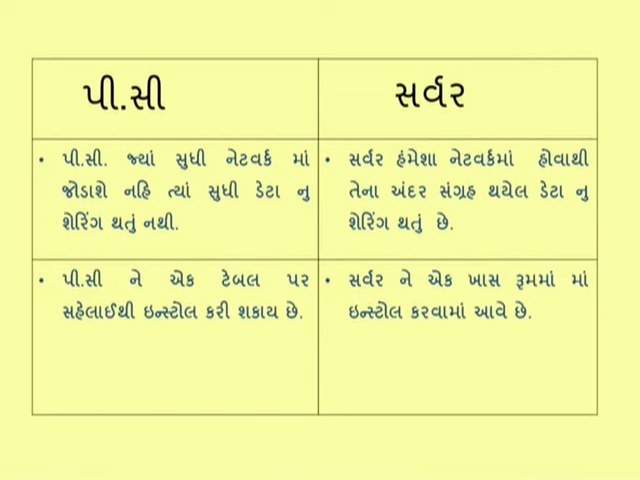 પી.સી
સર્વર
• પી.સી. જ્યાં સુધી નેટવર્ક માં
જોડાશે નહિ ત્યાં સુધી ડેટા નુ
શેરિંગ થતું નથી.
• સર્વર હંમેશા નેટવર્કમાં હોવાથી
તેના અંદર સંગ્રહ થયેલ ડેટા નુ
શેરિંગ થતું છે.
• પી.સી ને એક ટેબલ પર
સહેલાઈથી ઇન્સ્ટોલ કરી શકાય છે.
• સર્વર ને એક ખાસ રૂમમાં માં
ઇન્સ્ટોલ કરવામાં આવે છે.